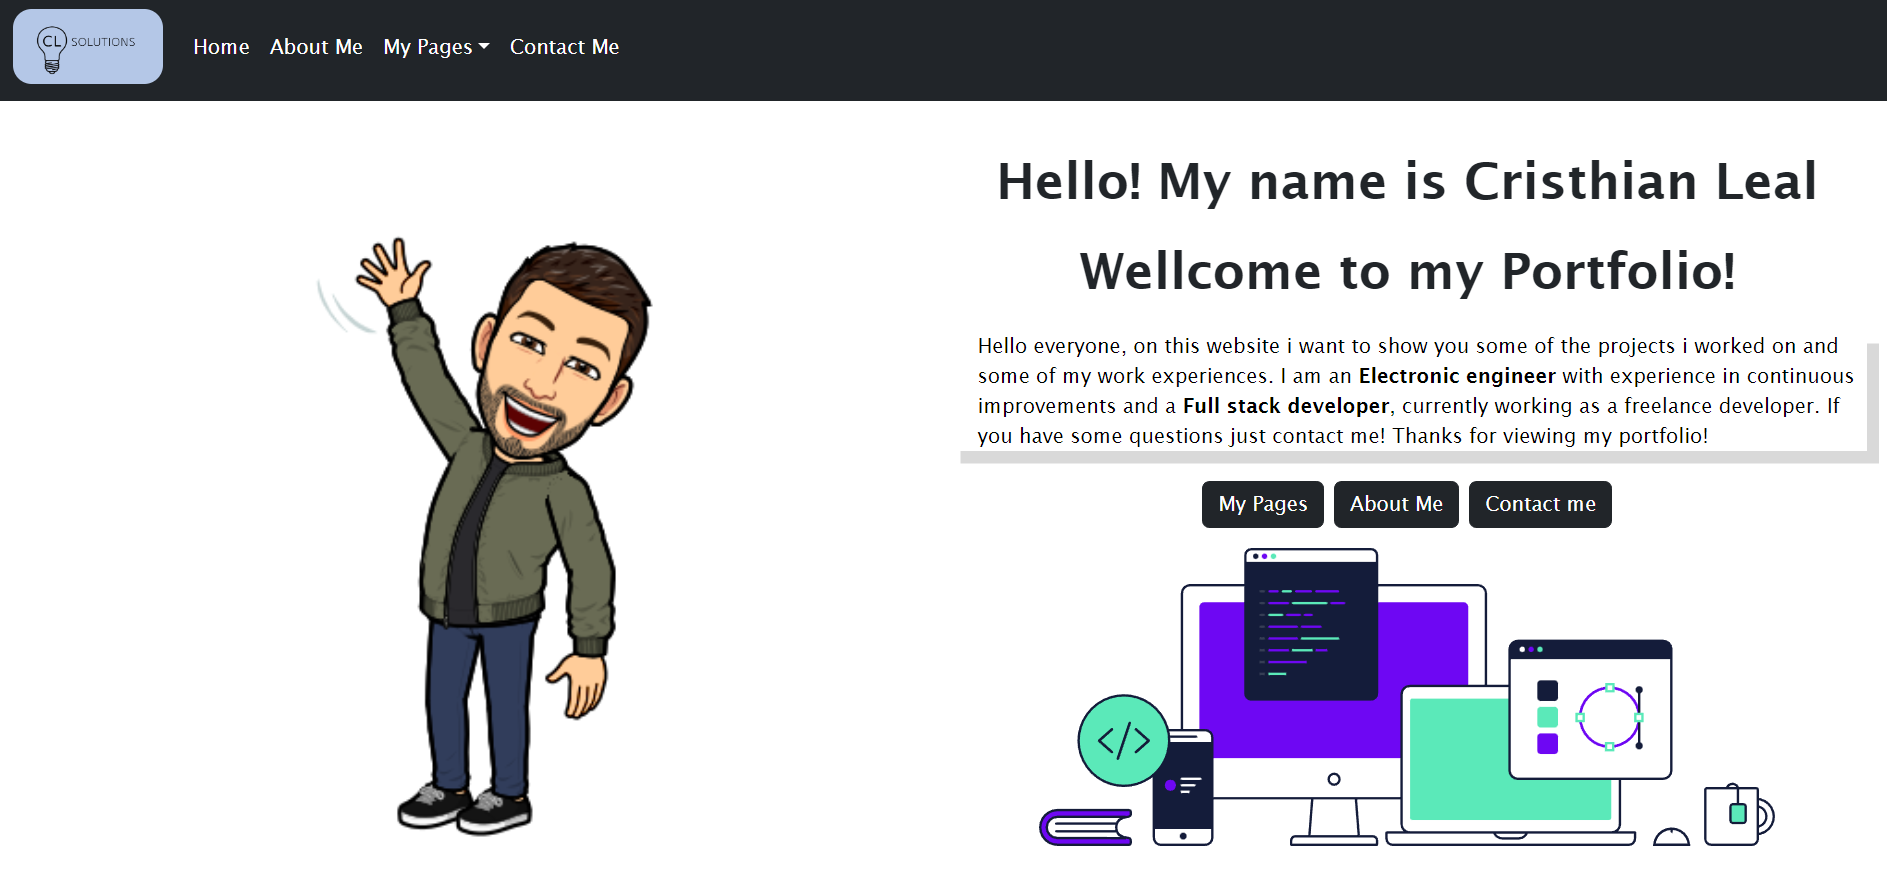 CL SOLUTIONS
Home About Me My Pages Contact Me
Hello! My name is Cristhian Leal
Wellcome to my Portfolio!
Hello everyone, on this website i want to show you some of the projects i worked on and
some of my work experiences. I am an Electronic engineer with experience in continuous
improvements and a Full stack developer, currently working as a freelance developer. If
you have some questions just contact me! Thanks for viewing my portfolio!
My Pages About Me Contact me
</>